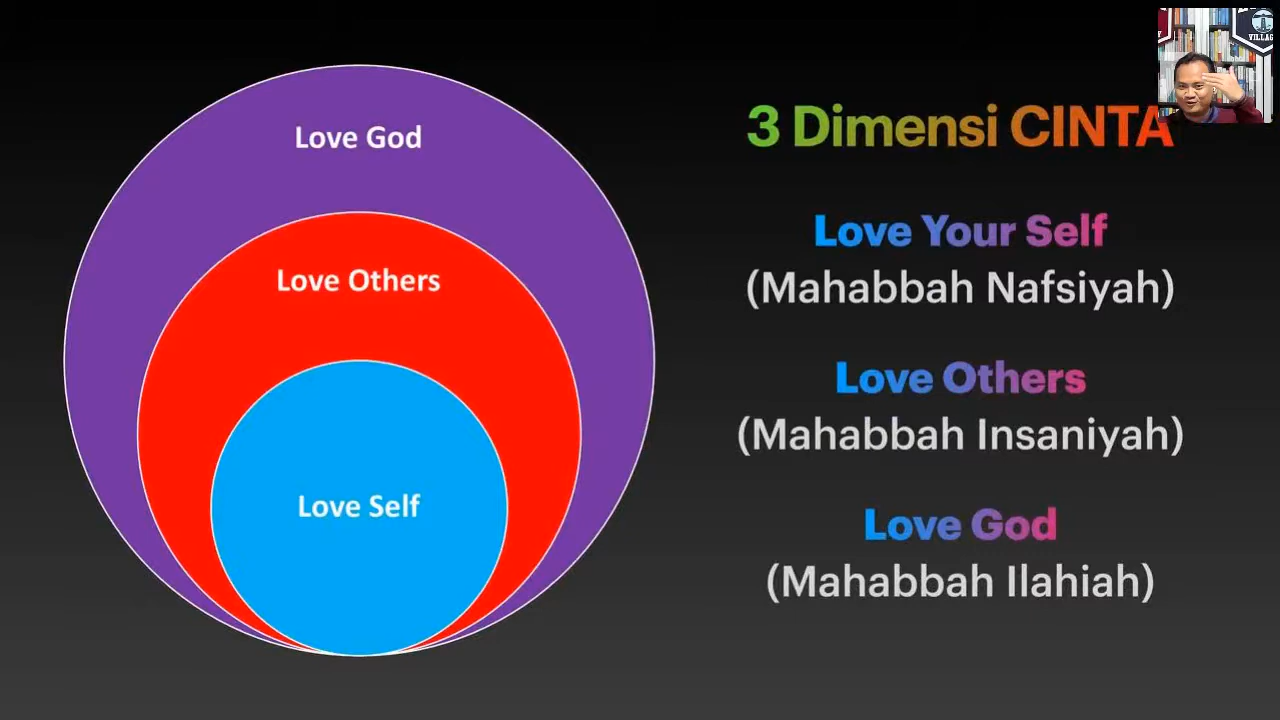 Love God
Love Others
Love Self
3 Dimensi CINTA
Love Your Self
(Mahabbah Nafsiyah)
Love Others
(Mahabbah Insaniyah)
Love God
(Mahabbah Ilahiah)